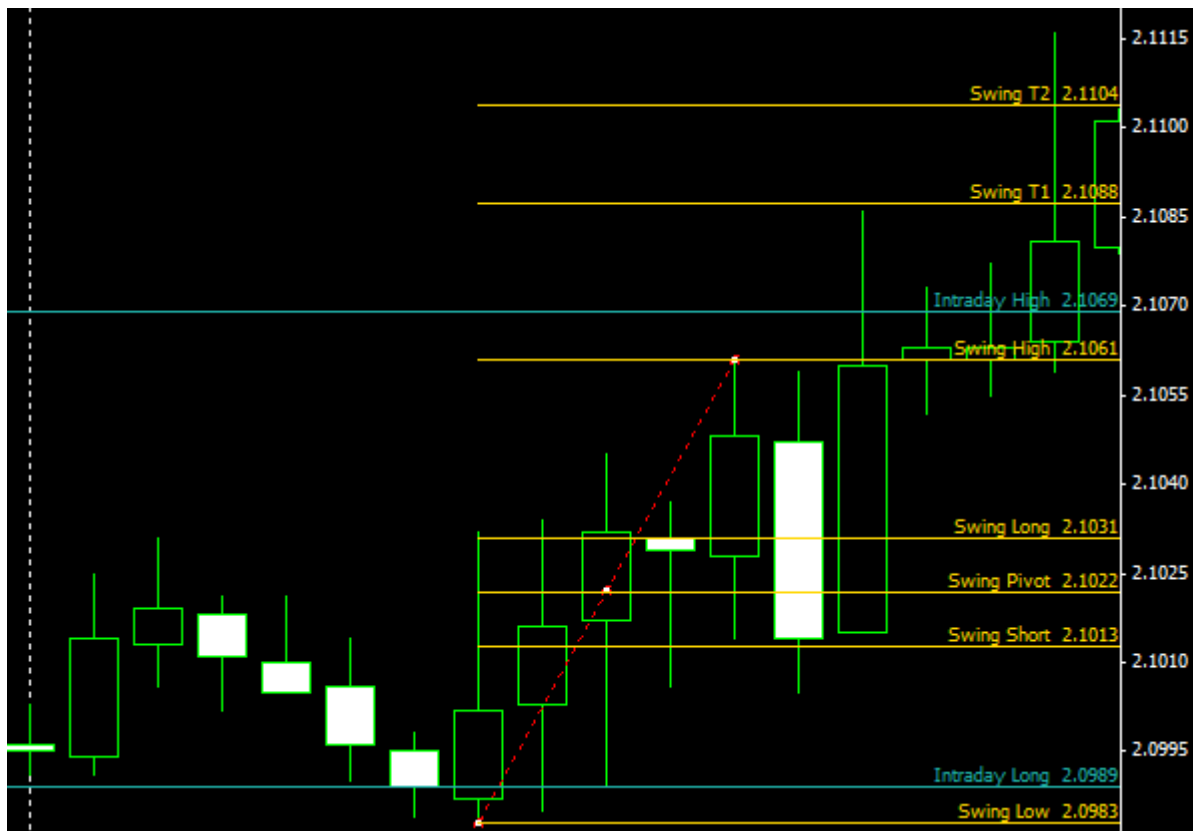 2.1115
Swing T2 2.1104
2.1100
Swing T1 2.1088
2.1085
Intraday High 2.1069
2.1070
Swing High 2.1061
2.1055
2.1040
Swing Long 2.1031
2.1025
Swing Pivot 2.1022
Swing Short 2.1013
2.1010
2.0995
Intraday Long 2.0989
Swing Low 2.0983